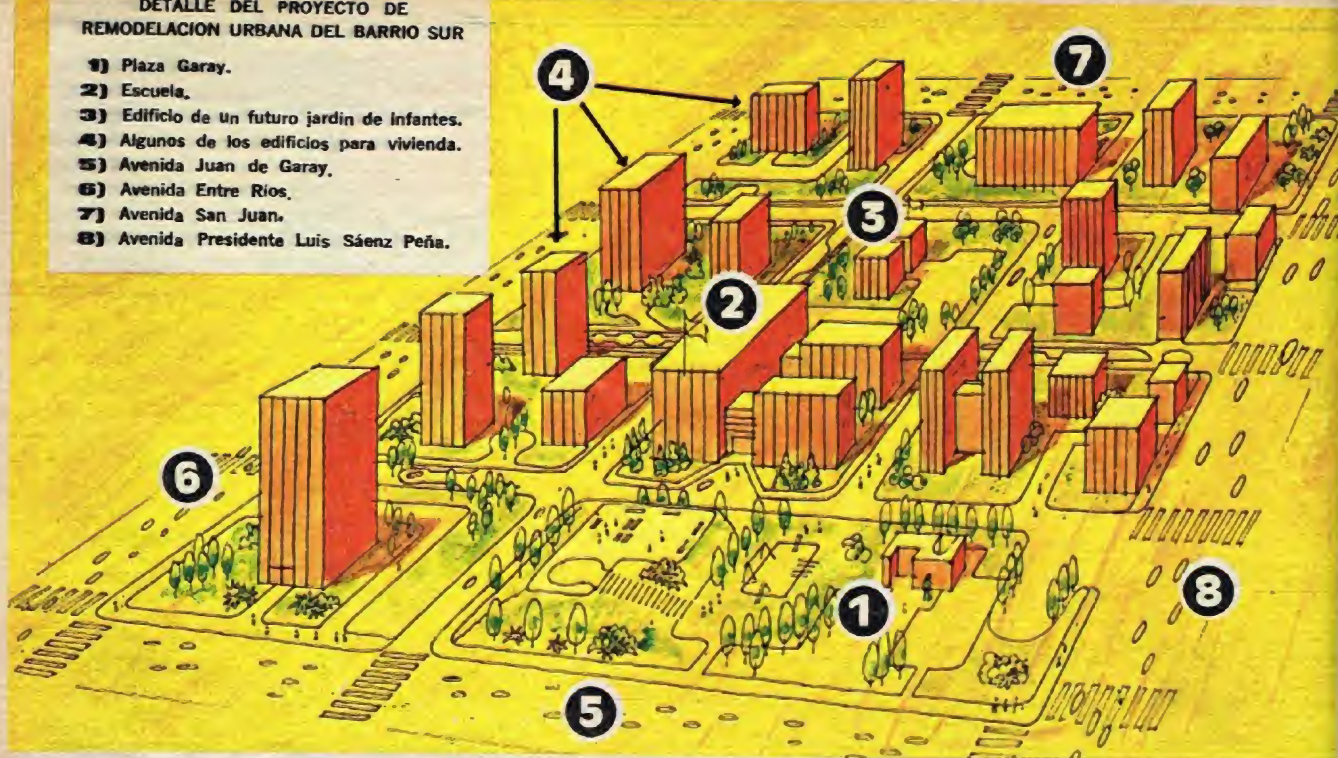 DETALLE DEL PROYECTO DE
REMODELACION URBANA DEL BARRIO SUR
1) Plaza Garay.
2) Escuela.
3) Edificio de un futuro jardín de infantes.
4) Algunos de los edificios para vivienda.
5) Avenida Juan de Garay.
6) Avenida Entre Ríos.
7) Avenida San Juan.
8) Avenida Presidente Luis Sáenz Peña.
4
7
3
2
6
1
8
5